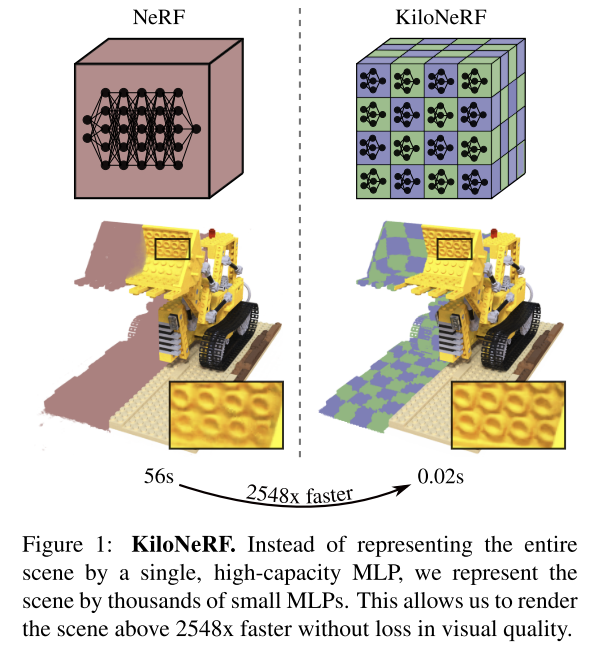 NeRF
KiloNeRF
56s
2548x faster
0.02s
Figure 1: KiloNeRF. Instead of representing the entire
scene by a single, high-capacity MLP, we represent the
scene by thousands of small MLPs. This allows us to render
the scene above 2548x faster without loss in visual quality.